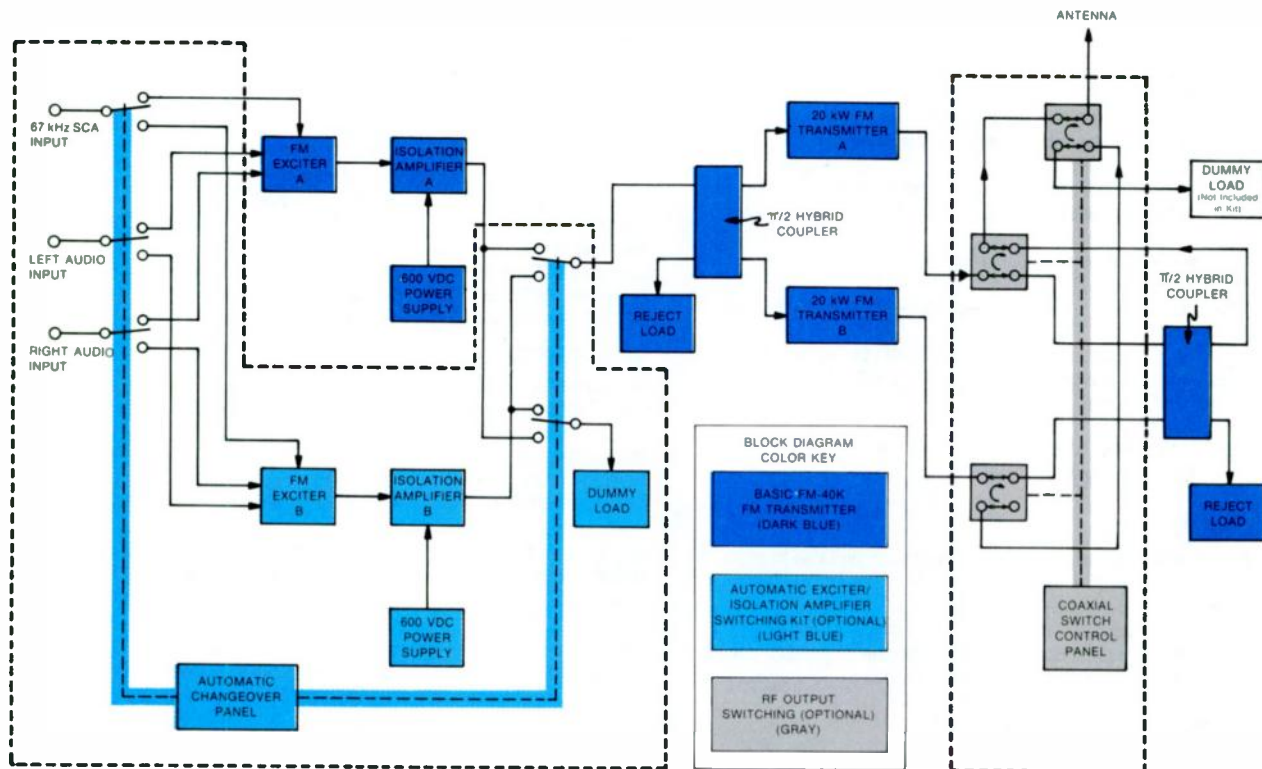 ANTENNA
67 kHz SCA
INPUT
LEFT AUDIO
INPUT
RIGHT AUDIO
INPUT
FM
EXCITER
A
ISOLATION
AMPLIFIER
A
600 VDC
POWER
SUPPLY
FM
EXCITER
B
ISOLATION
AMPLIFIER
B
600 VDC
POWER
SUPPLY
AUTOMATIC
CHANGEOVER
PANEL
DUMMY
LOAD
REJECT
LOAD
π/2 HYBRID
COUPLER
20 kW FM
TRANSMITTER
A
20 kW FM
TRANSMITTER
B
BLOCK DIAGRAM
COLOR KEY
BASIC FM-40K
FM TRANSMITTER
(DARK BLUE)
AUTOMATIC EXCITER/
ISOLATION AMPLIFIER
SWITCHING KIT (OPTIONAL)
(LIGHT BLUE)
RF OUTPUT
SWITCHING (OPTIONAL)
(GRAY)
DUMMY
LOAD
(Not Included
in Kit)
π/2 HYBRID
COUPLER
REJECT
LOAD
COAXIAL
SWITCH
CONTROL
PANEL